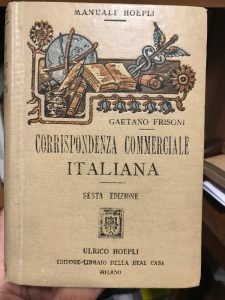 MANUALI HOEPLI
GAETANO FRISONI
CORRISPONDENZA COMMERCIALE
ITALIANA
SESTA EDIZIONE
ULRICO HOEPLI
EDITORE-LIBRAIO DELLA REAL CASA
MILANO